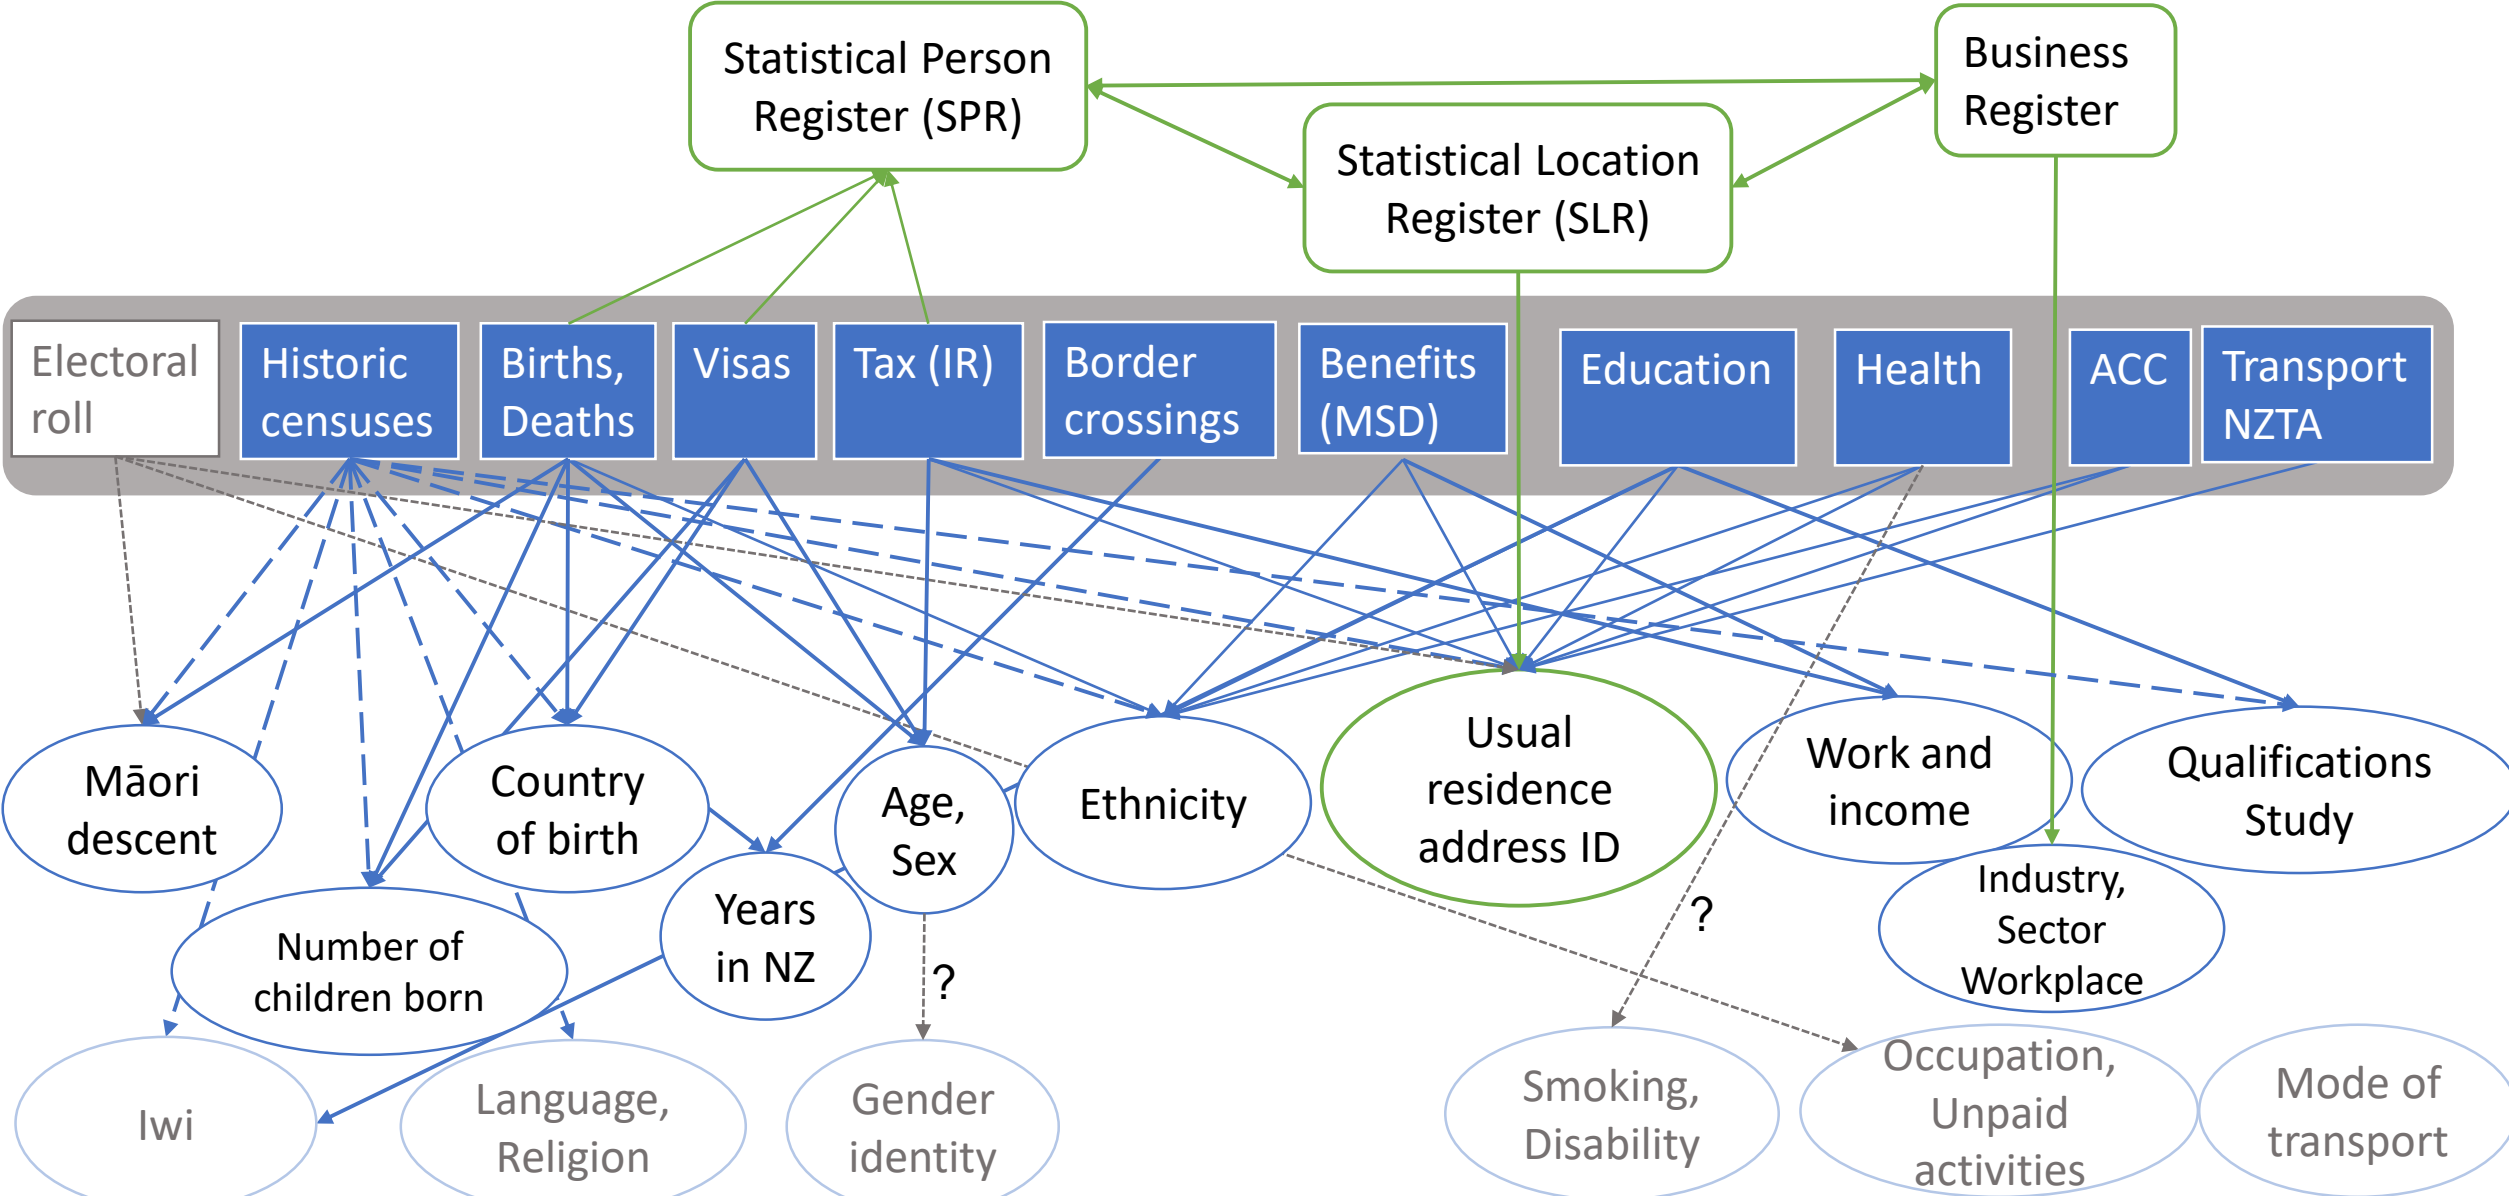 Statistical Person
Register (SPR)
Business
Register
Statistical Location
Register (SLR)
Electoral
roll
Historic
censuses
Births,
Deaths
Visas
Tax (IR)
Border
crossings
Benefits
(MSD)
Education
Health
ACC
Transport
NZTA
Māori
descent
Country
of birth
Age,
Sex
Ethnicity
Usual
residence
address ID
Work and
income
Qualifications
Study
Number of
children born
Years
in NZ
?
?
Industry,
Sector
Workplace
Iwi
Language,
Religion
Gender
identity
Smoking,
Disability
Occupation,
Unpaid
activities
Mode of
transport